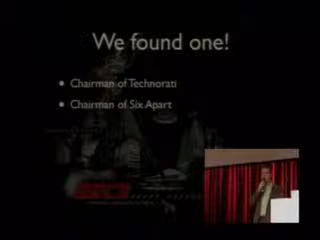 We found one!
• Chairman of Technorati
• Chairman of Six Apart